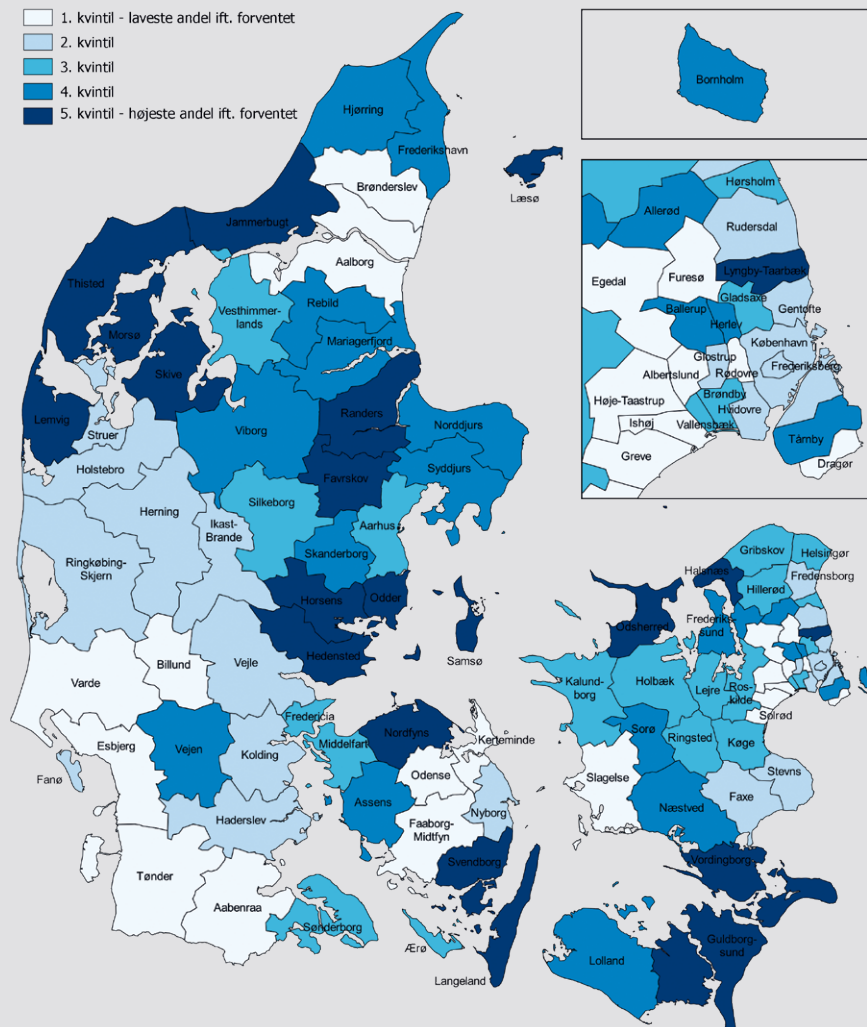 1. kvintil - laveste andel ift. forventet
2. kvintil
3. kvintil
4. kvintil
5. kvintil - højeste andel ift. forventet
Hjørring
Frederikshavn
Brønderslev
Læsø
Jammerbugt
Aalborg
Thisted
Vesthimmer-
lands
Rebild
Morsø
Mariagerfjord
Skive
Lemvig
Struer
Randers
Viborg
Norddjurs
Holstebro
Favrskov
Syddjurs
Silkeborg
Herning
Ikast-
Brande
Aarhus
Skanderborg
Ringkøbing-
Skjern
Horsens
Odder
Hedensted
Samsø
Billund
Vejle
Varde
Fredericia
Nordfyns
Esbjerg
Vejen
Middelfart
Kerteminde
Kolding
Odense
Fanø
Assens
Nyborg
Haderslev
Faaborg-
Midtfyn
Svendborg
Tønder
Aabenraa
Sønderborg
Ærø
Langeland
Bornholm
Hørsholm
Allerød
Rudersdal
Egedal
Furesø
Lyngby-Taarbæk
Gladsaxe
Ballerup
Gentofte
Herlev
København
Glostrup
Rødovre
Frederiksberg
Albertslund
Høje-Taastrup
Brøndby
Hvidovre
Ishøj
Vallensbæk
Tårnby
Greve
Dragør
Gribskov
Helsingør
Halsnæs
Hillerød
Fredensborg
Odsherred
Frederiks-
sund
Kalund-
borg
Holbæk
Lejre
Ros-
kilde
Solrød
Sorø
Ringsted
Køge
Slagelse
Stevns
Næstved
Faxe
Vordingborg
Guldborg-
sund
Lolland